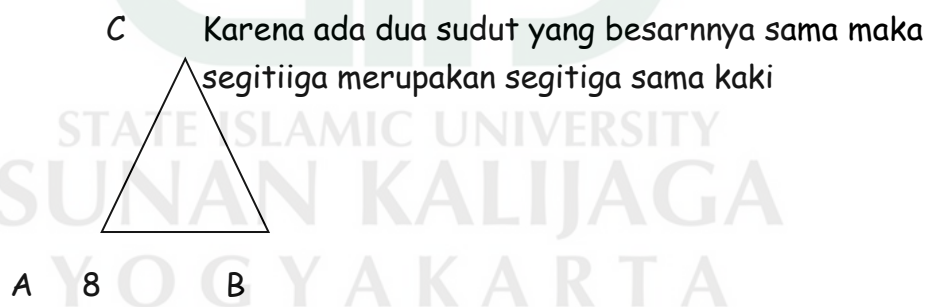 C Karena ada dua sudut yang besarnnya sama maka
segitiiga merupakan segitiga sama kaki
STATE ISLAMIC UNIVERSITY
SUNAN KALIJAGA
YOGYAKARTA
A 8 B